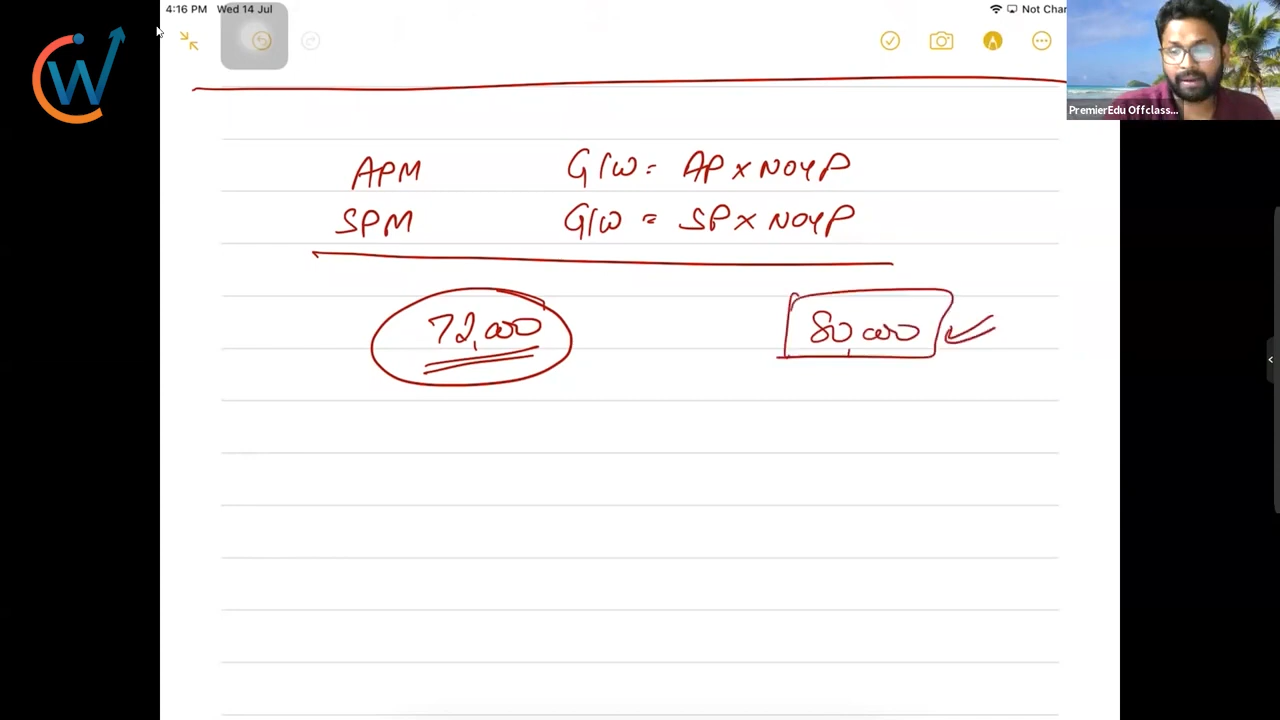 4:16 PM Wed 14 Jul Not Char
PremierEdu Offclass...
APM G/W = AP x NOYP
SPM G/W = SP x NOYP
72,000 80,000